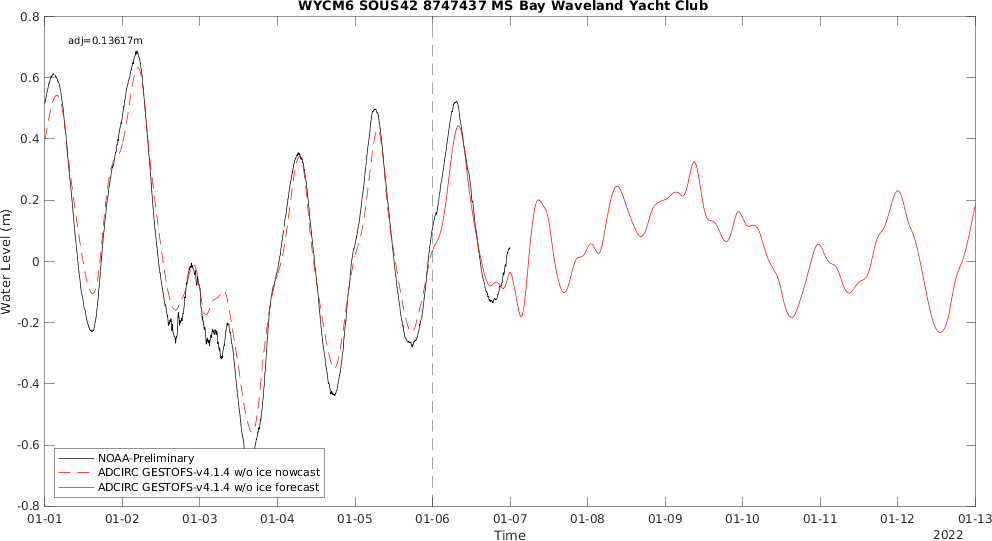 WYCM6 SOUS42 8747437 MS Bay Waveland Yacht Club
adj=0.13617m
0.8
0.6
0.4
0.2
0
-0.2
-0.4
-0.6
-0.8
Water Level (m)
NOAA-Preliminary
ADCIRC GESTOFS-v4.1.4 w/o ice nowcast
ADCIRC GESTOFS-v4.1.4 w/o ice forecast
01-01 01-02 01-03 01-04 01-05 01-06 01-07 01-08 01-09 01-10 01-11 01-12 01-13
Time
2022